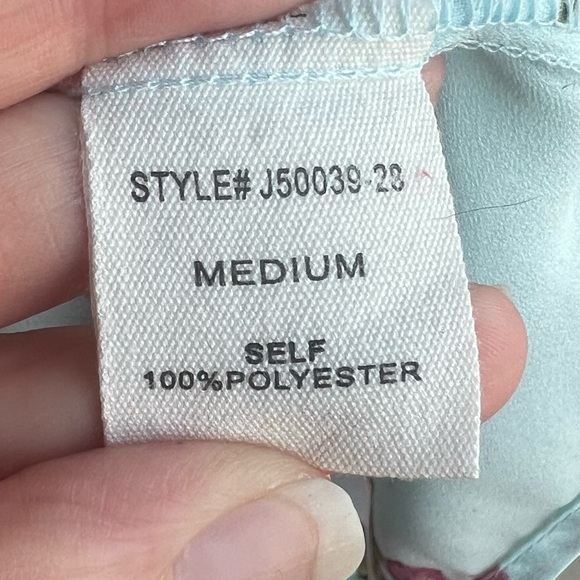 STYLE# J50039-28
MEDIUM
SELF
100%POLYESTER